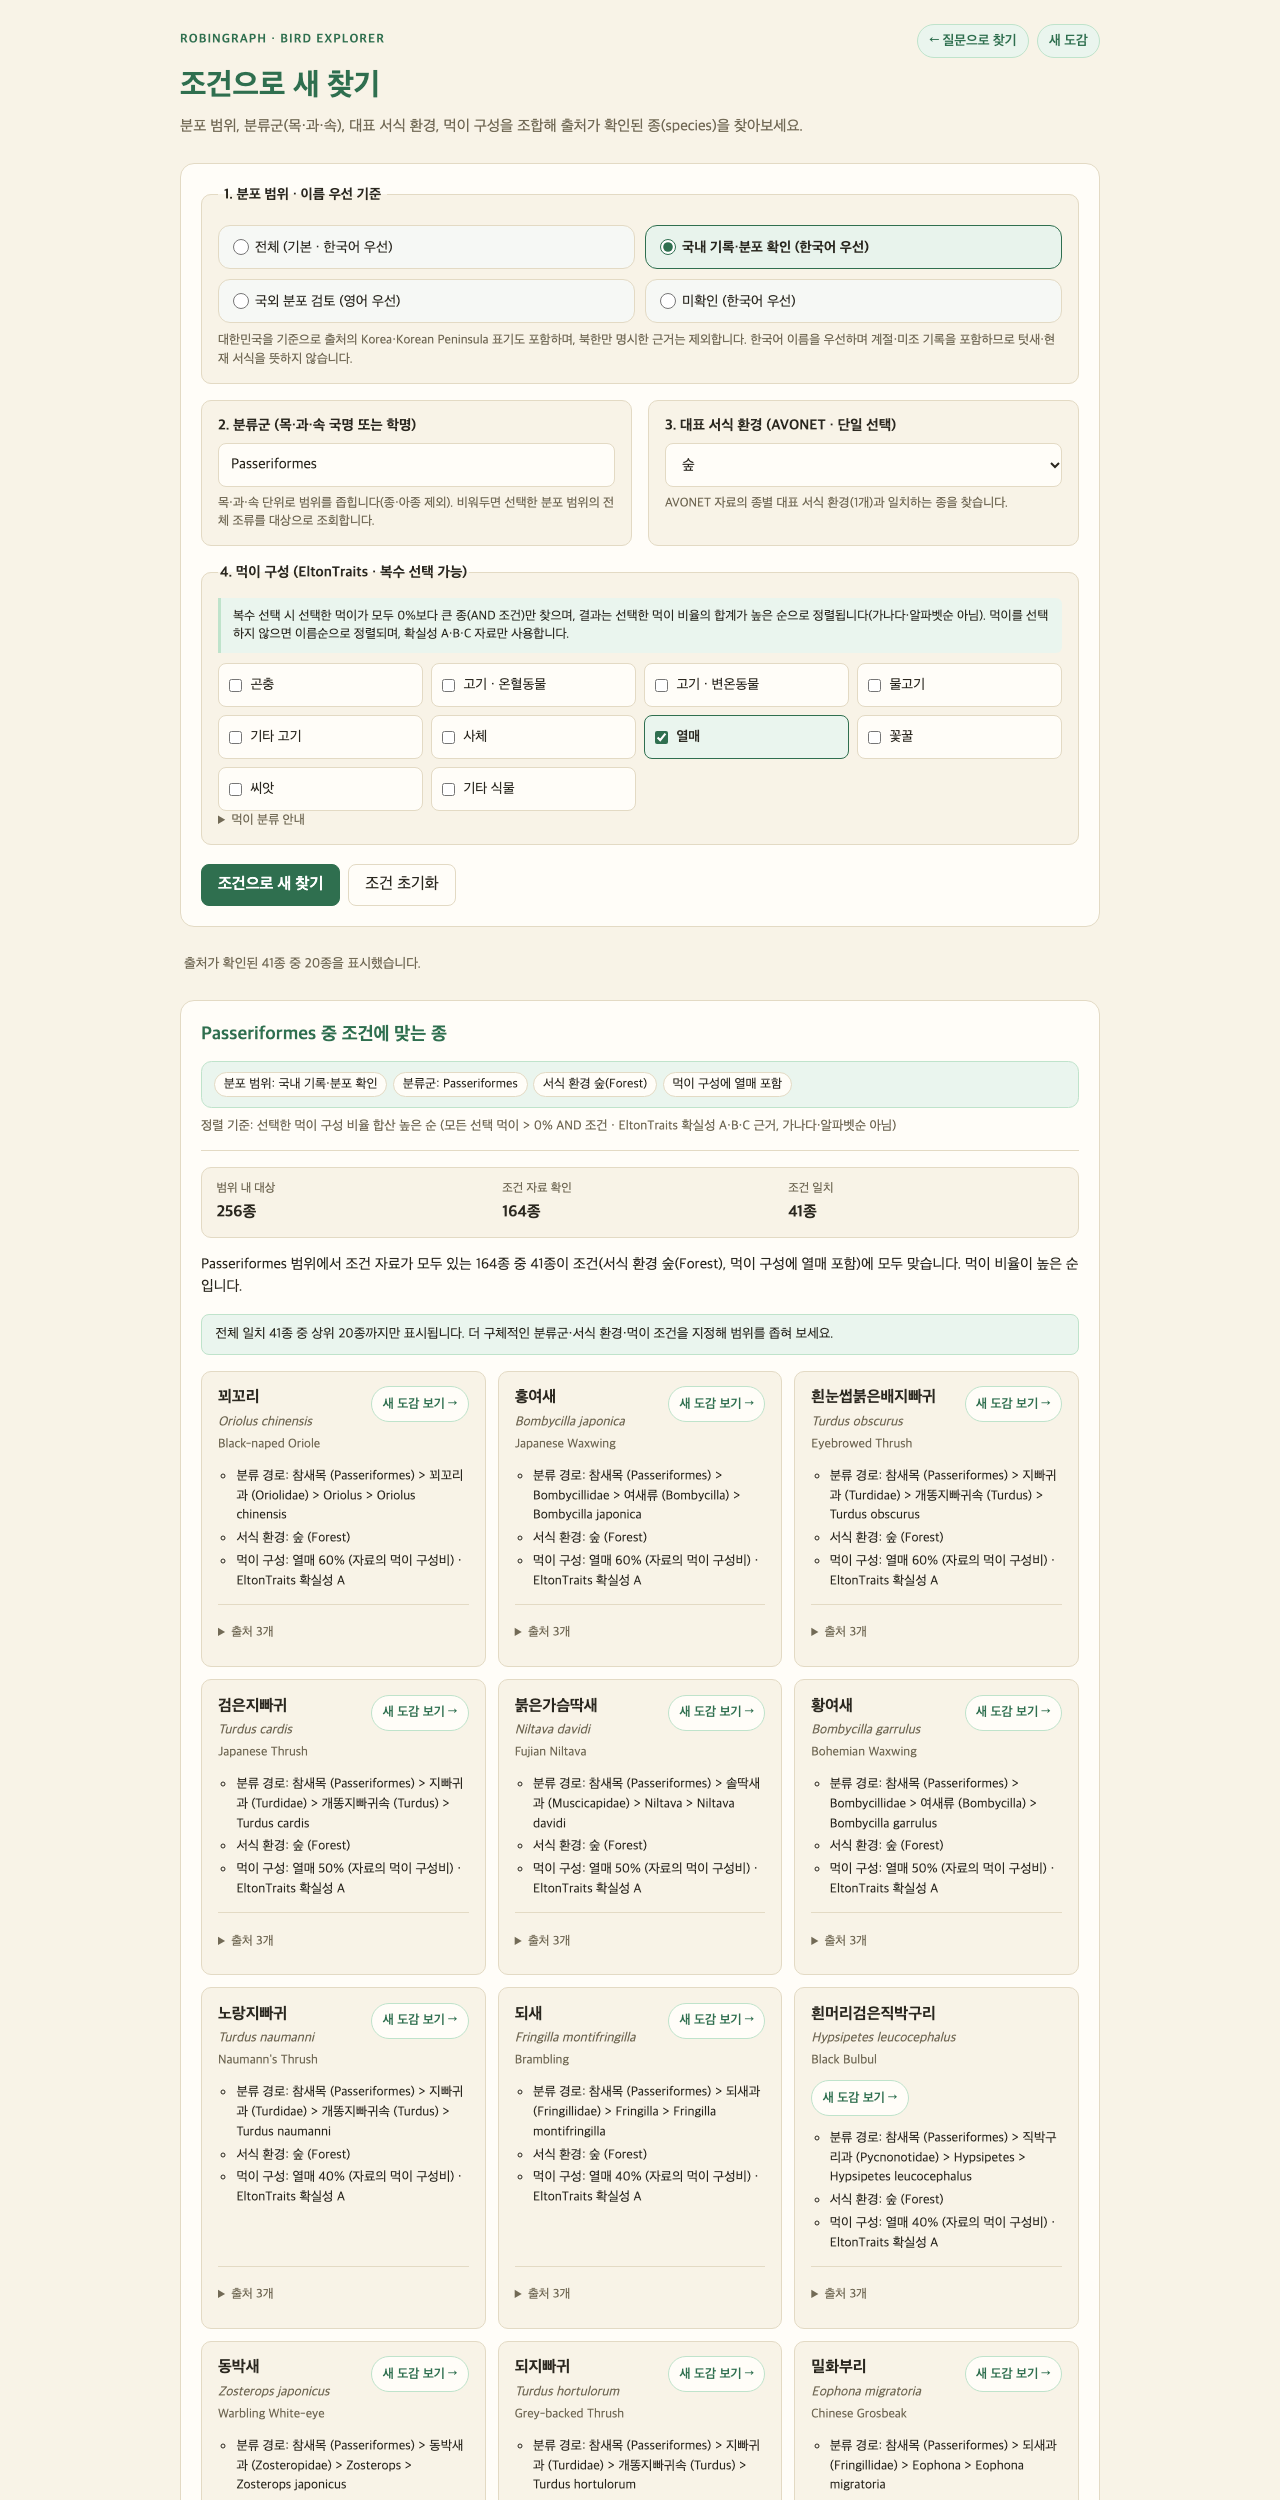 ROBINGRAPH · BIRD EXPLORER
← 질문으로 찾기
새 도감
조건으로 새 찾기
분포 범위, 분류군(목·과·속), 대표 서식 환경, 먹이 구성을 조합해 출처가 확인된 종(species)을 찾아보세요.
1. 분포 범위 · 이름 우선 기준
전체 (기본 · 한국어 우선)
국내 기록·분포 확인 (한국어 우선)
국외 분포 검토 (영어 우선)
미확인 (한국어 우선)
대한민국을 기준으로 출처의 Korea·Korean Peninsula 표기도 포함하며, 북한만 명시한 근거는 제외합니다. 한국어 이름을 우선하며 계절·미조 기록을 포함하므로 텃새·현
재 서식을 뜻하지 않습니다.
2. 분류군 (목·과·속 국명 또는 학명)
Passeriformes
목·과·속 단위로 범위를 좁힙니다(종·아종 제외). 비워두면 선택한 분포 범위의 전
체 조류를 대상으로 조회합니다.
3. 대표 서식 환경 (AVONET · 단일 선택)
숲
AVONET 자료의 종별 대표 서식 환경(1개)과 일치하는 종을 찾습니다.
4. 먹이 구성 (EltonTraits · 복수 선택 가능)
복수 선택 시 선택한 먹이가 모두 0%보다 큰 종(AND 조건)만 찾으며, 결과는 선택한 먹이 비율의 합계가 높은 순으로 정렬됩니다(가나다·알파벳순 아님). 먹이를 선택
하지 않으면 이름순으로 정렬되며, 확실성 A·B·C 자료만 사용합니다.
곤충
고기 · 온혈동물
고기 · 변온동물
물고기
기타 고기
사체
열매
꽃꿀
씨앗
기타 식물
▶ 먹이 분류 안내
조건으로 새 찾기
조건 초기화
출처가 확인된 41종 중 20종을 표시했습니다.
Passeriformes 중 조건에 맞는 종
분포 범위: 국내 기록·분포 확인
분류군: Passeriformes
서식 환경 숲(Forest)
먹이 구성에 열매 포함
정렬 기준: 선택한 먹이 구성 비율 합산 높은 순 (모든 선택 먹이 > 0% AND 조건 · EltonTraits 확실성 A·B·C 근거, 가나다·알파벳순 아님)
범위 내 대상
256종
조건 자료 확인
164종
조건 일치
41종
Passeriformes 범위에서 조건 자료가 모두 있는 164종 중 41종이 조건(서식 환경 숲(Forest), 먹이 구성에 열매 포함)에 모두 맞습니다. 먹이 비율이 높은 순
입니다.
전체 일치 41종 중 상위 20종까지만 표시됩니다. 더 구체적인 분류군·서식 환경·먹이 조건을 지정해 범위를 좁혀 보세요.
꾀꼬리
새 도감 보기 →
Oriolus chinensis
Black-naped Oriole
분류 경로: 참새목 (Passeriformes) > 꾀꼬리
과 (Oriolidae) > Oriolus > Oriolus
chinensis
서식 환경: 숲 (Forest)
먹이 구성: 열매 60% (자료의 먹이 구성비) ·
EltonTraits 확실성 A
▶ 출처 3개
홍여새
새 도감 보기 →
Bombycilla japonica
Japanese Waxwing
분류 경로: 참새목 (Passeriformes) >
Bombycillidae > 여새류 (Bombycilla) >
Bombycilla japonica
서식 환경: 숲 (Forest)
먹이 구성: 열매 60% (자료의 먹이 구성비) ·
EltonTraits 확실성 A
▶ 출처 3개
흰눈썹붉은배지빠귀
새 도감 보기 →
Turdus obscurus
Eyebrowed Thrush
분류 경로: 참새목 (Passeriformes) > 지빠귀
과 (Turdidae) > 개똥지빠귀속 (Turdus) >
Turdus obscurus
서식 환경: 숲 (Forest)
먹이 구성: 열매 60% (자료의 먹이 구성비) ·
EltonTraits 확실성 A
▶ 출처 3개
검은지빠귀
새 도감 보기 →
Turdus cardis
Japanese Thrush
분류 경로: 참새목 (Passeriformes) > 지빠귀
과 (Turdidae) > 개똥지빠귀속 (Turdus) >
Turdus cardis
서식 환경: 숲 (Forest)
먹이 구성: 열매 50% (자료의 먹이 구성비) ·
EltonTraits 확실성 A
▶ 출처 3개
붉은가슴딱새
새 도감 보기 →
Niltava davidi
Fujian Niltava
분류 경로: 참새목 (Passeriformes) > 솔딱새
과 (Muscicapidae) > Niltava > Niltava
davidi
서식 환경: 숲 (Forest)
먹이 구성: 열매 50% (자료의 먹이 구성비) ·
EltonTraits 확실성 A
▶ 출처 3개
황여새
새 도감 보기 →
Bombycilla garrulus
Bohemian Waxwing
분류 경로: 참새목 (Passeriformes) >
Bombycillidae > 여새류 (Bombycilla) >
Bombycilla garrulus
서식 환경: 숲 (Forest)
먹이 구성: 열매 50% (자료의 먹이 구성비) ·
EltonTraits 확실성 A
▶ 출처 3개
노랑지빠귀
새 도감 보기 →
Turdus naumanni
Naumann's Thrush
분류 경로: 참새목 (Passeriformes) > 지빠귀
과 (Turdidae) > 개똥지빠귀속 (Turdus) >
Turdus naumanni
서식 환경: 숲 (Forest)
먹이 구성: 열매 40% (자료의 먹이 구성비) ·
EltonTraits 확실성 A
▶ 출처 3개
되새
새 도감 보기 →
Fringilla montifringilla
Brambling
분류 경로: 참새목 (Passeriformes) > 되새과
(Fringillidae) > Fringilla > Fringilla
montifringilla
서식 환경: 숲 (Forest)
먹이 구성: 열매 40% (자료의 먹이 구성비) ·
EltonTraits 확실성 A
▶ 출처 3개
흰머리검은직박구리
Hypsipetes leucocephalus
Black Bulbul
새 도감 보기 →
분류 경로: 참새목 (Passeriformes) > 직박구
리과 (Pycnonotidae) > Hypsipetes >
Hypsipetes leucocephalus
서식 환경: 숲 (Forest)
먹이 구성: 열매 40% (자료의 먹이 구성비) ·
EltonTraits 확실성 A
▶ 출처 3개
동박새
새 도감 보기 →
Zosterops japonicus
Warbling White-eye
분류 경로: 참새목 (Passeriformes) > 동박새
과 (Zosteropidae) > Zosterops >
Zosterops japonicus
되지빠귀
새 도감 보기 →
Turdus hortulorum
Grey-backed Thrush
분류 경로: 참새목 (Passeriformes) > 지빠귀
과 (Turdidae) > 개똥지빠귀속 (Turdus) >
Turdus hortulorum
밀화부리
새 도감 보기 →
Eophona migratoria
Chinese Grosbeak
분류 경로: 참새목 (Passeriformes) > 되새과
(Fringillidae) > Eophona > Eophona
migratoria